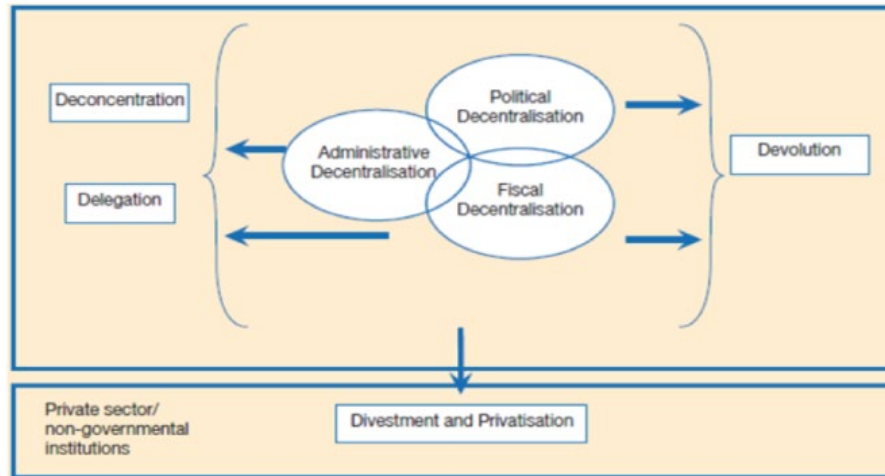 Deconcentration
Delegation
Administrative
Decentralisation
Political
Decentralisation
Fiscal
Decentralisation
Devolution
Private sector/
non-governmental
institutions
Divestment and Privatisation